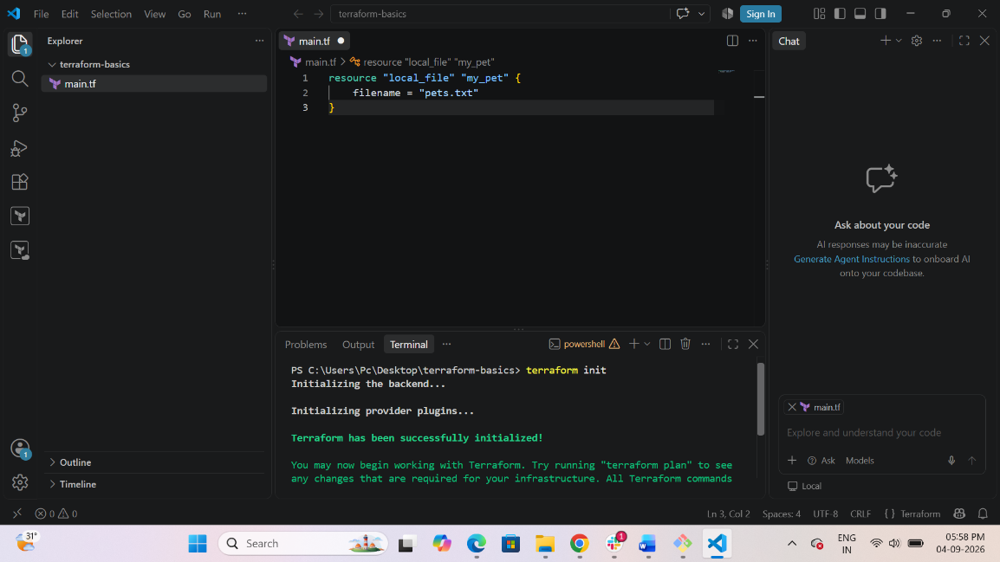 File Edit Selection View Go Run ··· terraform-basics Sign In
Explorer ···
terraform-basics
main.tf
Outline
Timeline
main.tf
main.tf > resource "local_file" "my_pet"
1 resource "local_file" "my_pet" {
2 filename = "pets.txt"
3 }
Problems Output Terminal ··· powershell
PS C:\Users\Pc\Desktop\terraform-basics> terraform init
Initializing the backend...
Initializing provider plugins...
Terraform has been successfully initialized!
You may now begin working with Terraform. Try running "terraform plan" to see
any changes that are required for your infrastructure. All Terraform commands
Chat
Ask about your code
AI responses may be inaccurate
Generate Agent Instructions to onboard AI
onto your codebase.
main.tf
Explore and understand your code
Ask Models
Local
1
1
0 0 Ln 3, Col 2 Spaces: 4 UTF-8 CRLF { } Terraform
31° Search 1 ENG 05:58 PM
IN 04-09-2026